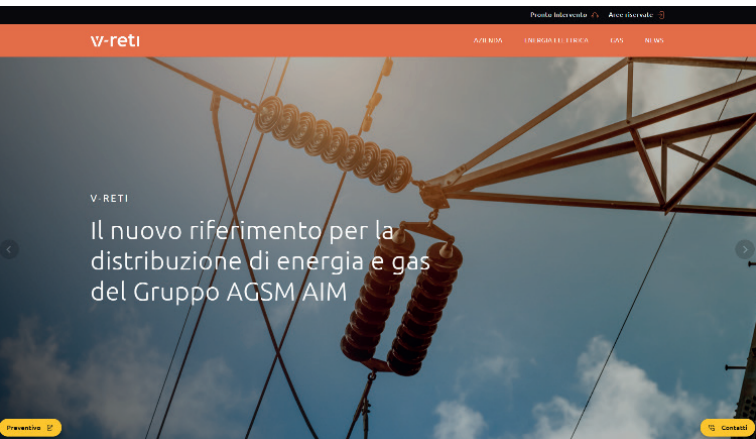 Pronto Intervento
Aree riservate
v-reti
AZIENDA
ENERGIA ELETTRICA
GAS
NEWS
V-RETI
Il nuovo riferimento per la
distribuzione di energia e gas
del Gruppo AGSM AIM
Preventivo
Contatti